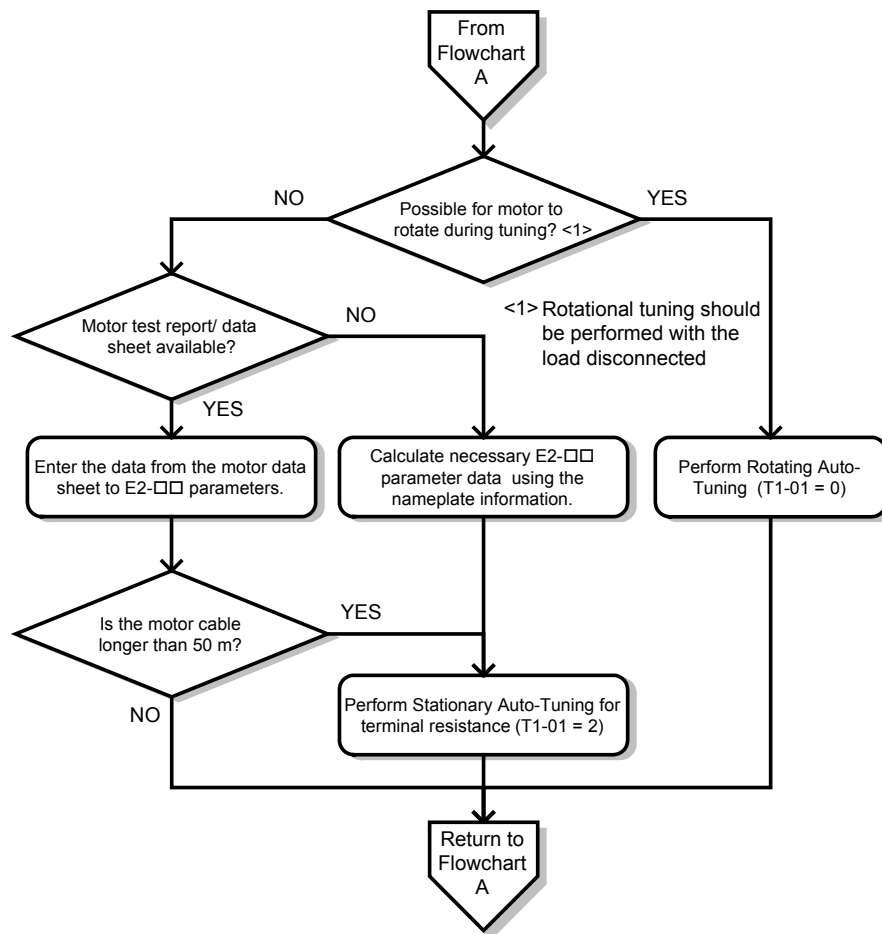 From
Flowchart
A
NO
YES
Possible for motor to
rotate during tuning? <1>
<1> Rotational tuning should
be performed with the
load disconnected
Motor test report/ data
sheet available?
NO
YES
Enter the data from the motor data
sheet to E2-□□ parameters.
Calculate necessary E2-□□
parameter data using the
nameplate information.
Perform Rotating Auto-
Tuning (T1-01 = 0)
Is the motor cable
longer than 50 m?
YES
NO
Perform Stationary Auto-Tuning for
terminal resistance (T1-01 = 2)
Return to
Flowchart
A